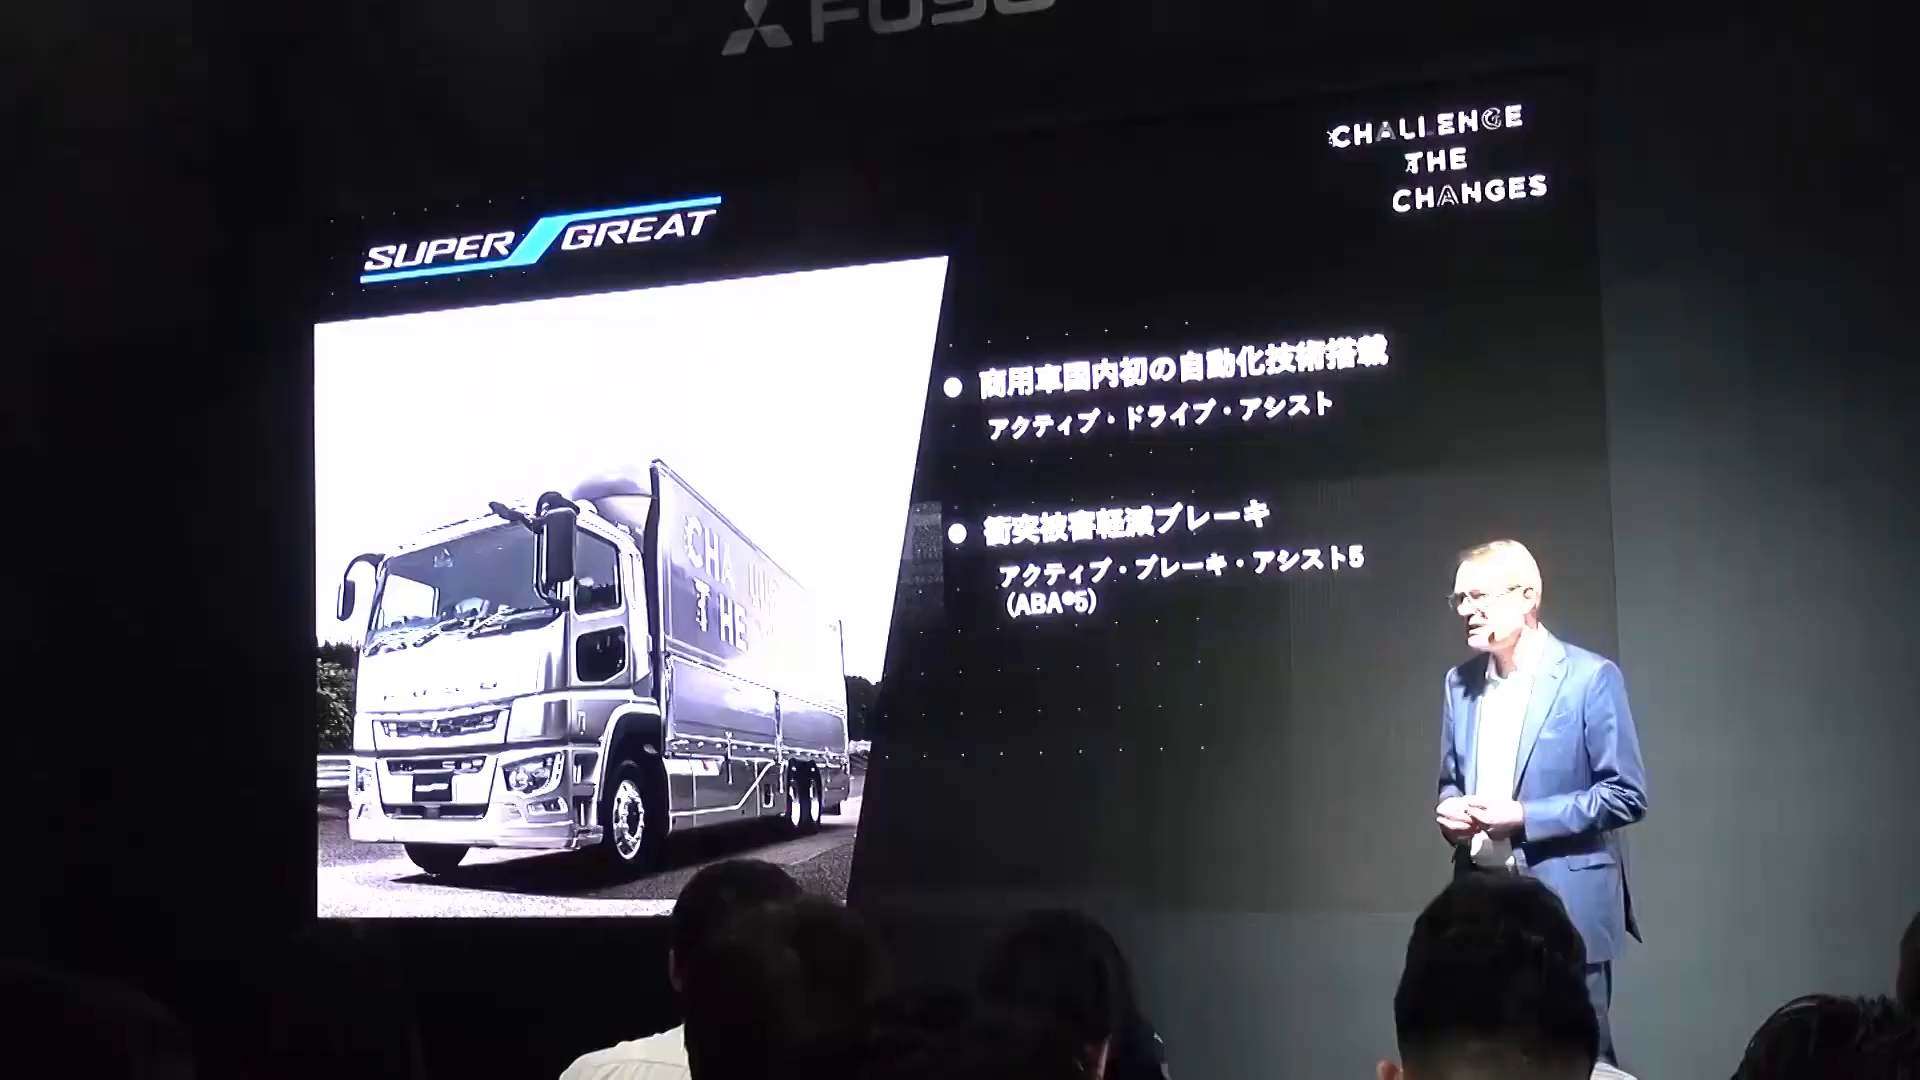 FUSO
CHALLENGE
THE
CHANGES
SUPER GREAT
商用車国内初の自動化技術搭載
アクティブ・ドライブ・アシスト
衝突被害軽減ブレーキ
アクティブ・ブレーキ・アシスト5
(ABA®5)
FUSO
THE